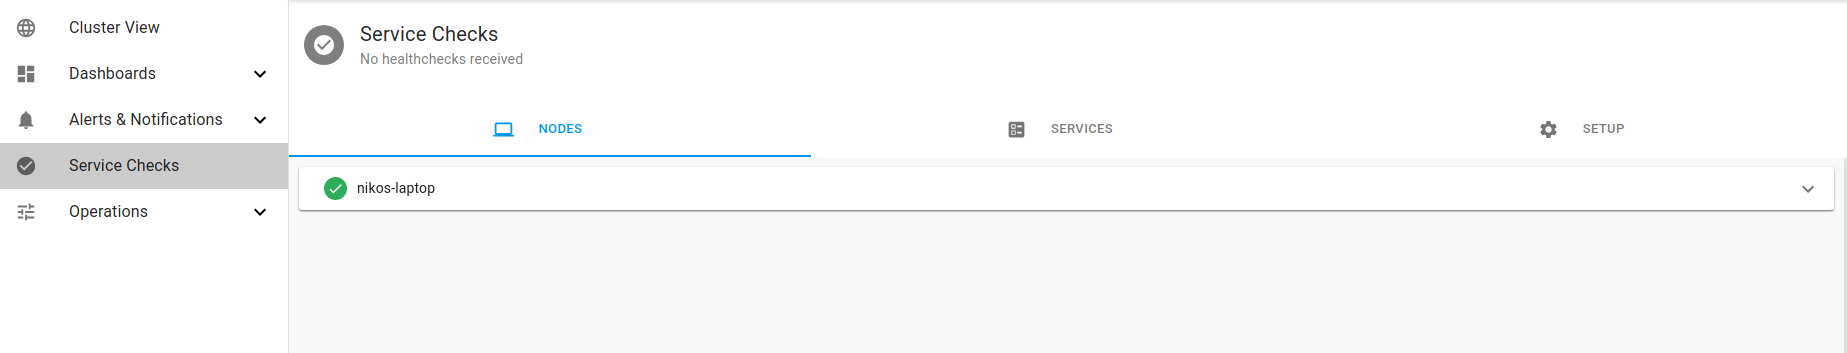 Cluster View
Dashboards
Alerts & Notifications
Service Checks
Operations
Service Checks
No healthchecks received
NODES
SERVICES
SETUP
nikos-laptop